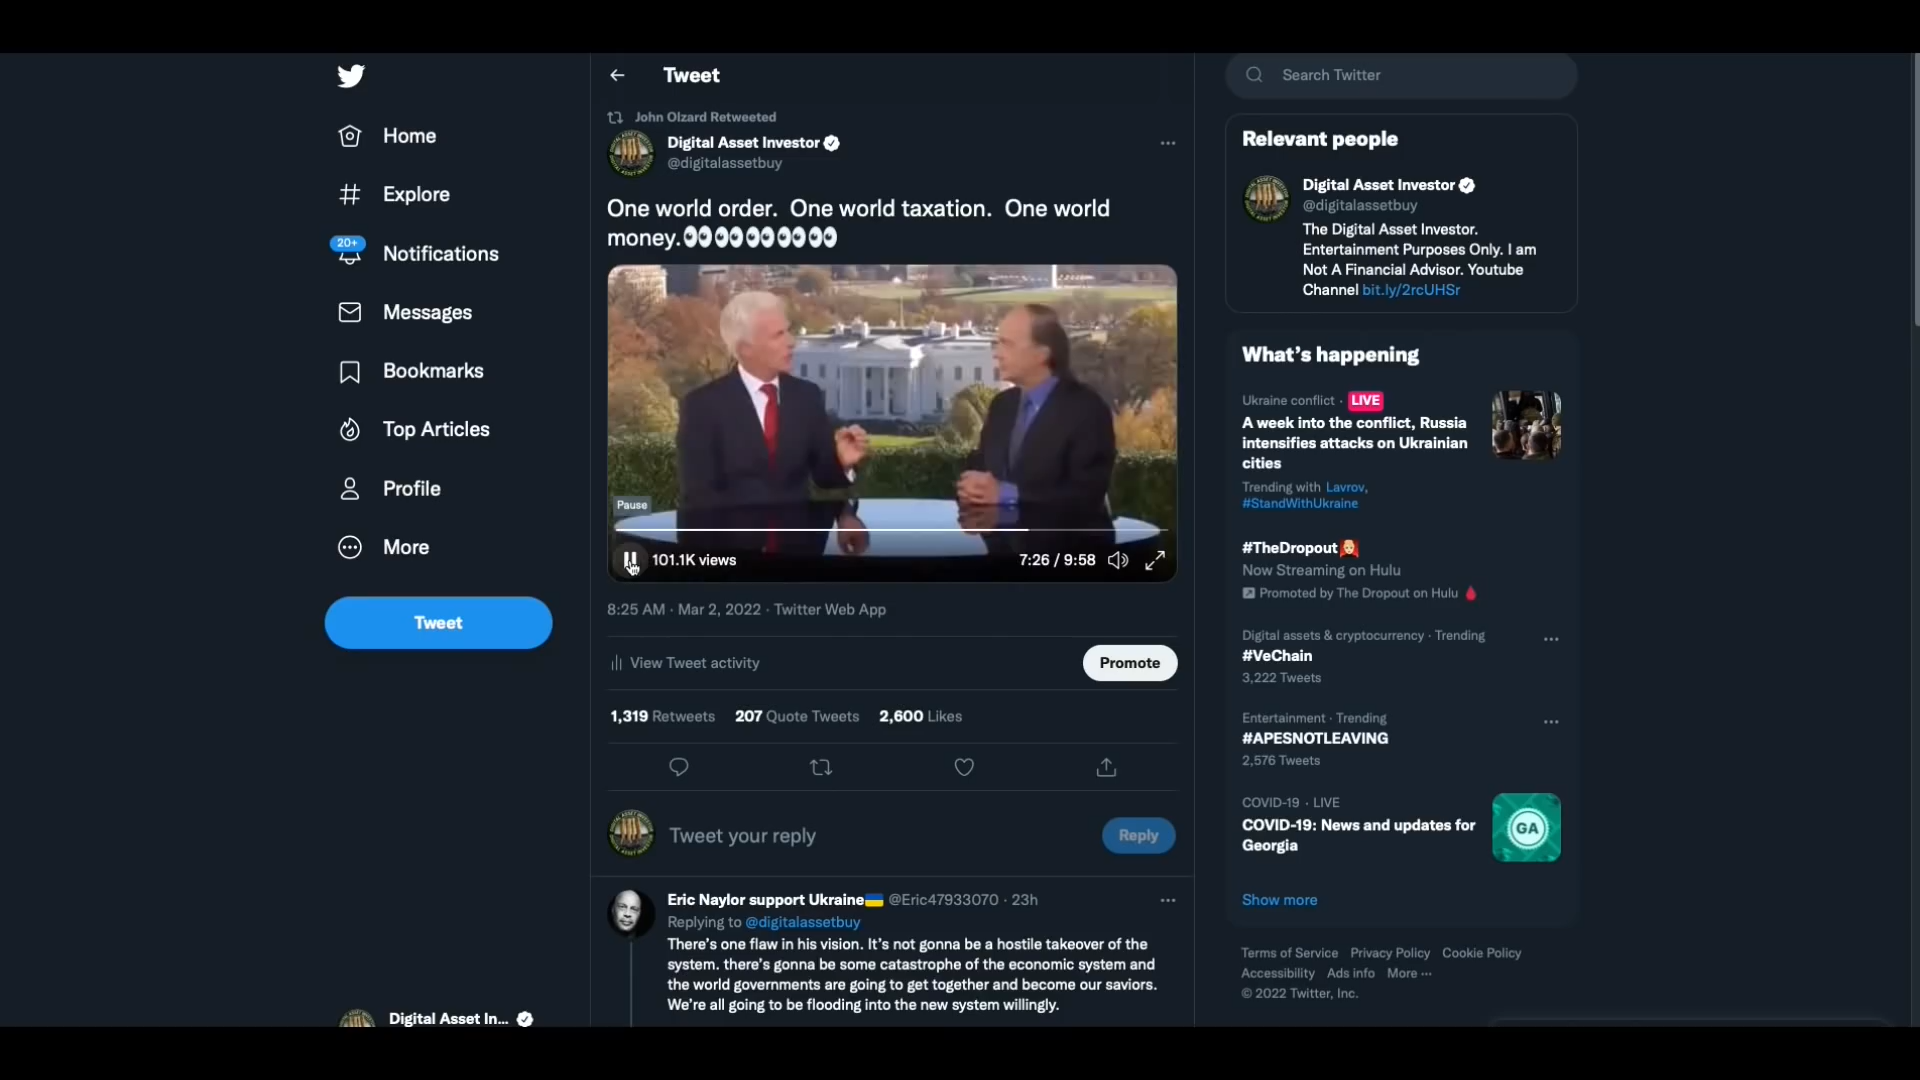 Home
Explore
20+
Notifications
Messages
Bookmarks
Top Articles
Profile
More
Tweet
Digital Asset In...
Tweet
John Olzard Retweeted
Digital Asset Investor
@digitalassetbuy
One world order. One world taxation. One world
money.👀👀👀👀👀
Pause
101.1K views
7:26 / 9:58
8:25 AM · Mar 2, 2022 · Twitter Web App
View Tweet activity
Promote
1,319 Retweets 207 Quote Tweets 2,600 Likes
Tweet your reply
Reply
Eric Naylor support Ukraine🇺🇦 @Eric47933070 · 23h
Replying to @digitalassetbuy
There's one flaw in his vision. It's not gonna be a hostile takeover of the
system. there's gonna be some catastrophe of the economic system and
the world governments are going to get together and become our saviors.
We're all going to be flooding into the new system willingly.
Search Twitter
Relevant people
Digital Asset Investor
@digitalassetbuy
The Digital Asset Investor.
Entertainment Purposes Only. I am
Not A Financial Advisor. Youtube
Channel bit.ly/2rcUHSr
What's happening
Ukraine conflict · LIVE
A week into the conflict, Russia
intensifies attacks on Ukrainian
cities
Trending with Lavrov,
#StandWithUkraine
#TheDropout
Now Streaming on Hulu
Promoted by The Dropout on Hulu 🩸
Digital assets & cryptocurrency · Trending
#VeChain
3,222 Tweets
Entertainment · Trending
#APESNOTLEAVING
2,576 Tweets
COVID-19 · LIVE
COVID-19: News and updates for
Georgia
GA
Show more
Terms of Service Privacy Policy Cookie Policy
Accessibility Ads info More ···
© 2022 Twitter, Inc.